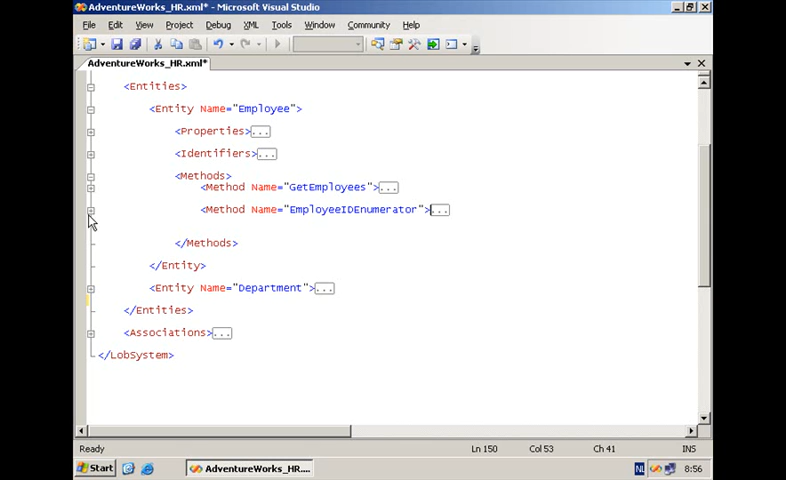 AdventureWorks_HR.xml* - Microsoft Visual Studio
File Edit View Project Debug XML Tools Window Community Help
AdventureWorks_HR.xml*
<Entities>
<Entity Name="Employee">
<Properties>...
<Identifiers>...
<Methods>
<Method Name="GetEmployees">...
<Method Name="EmployeeIDEnumerator">...
</Methods>
</Entity>
<Entity Name="Department">...
</Entities>
<Associations>...
</LobSystem>
Ready Ln 150 Col 53 Ch 41 INS
Start AdventureWorks_HR.... NL 8:56